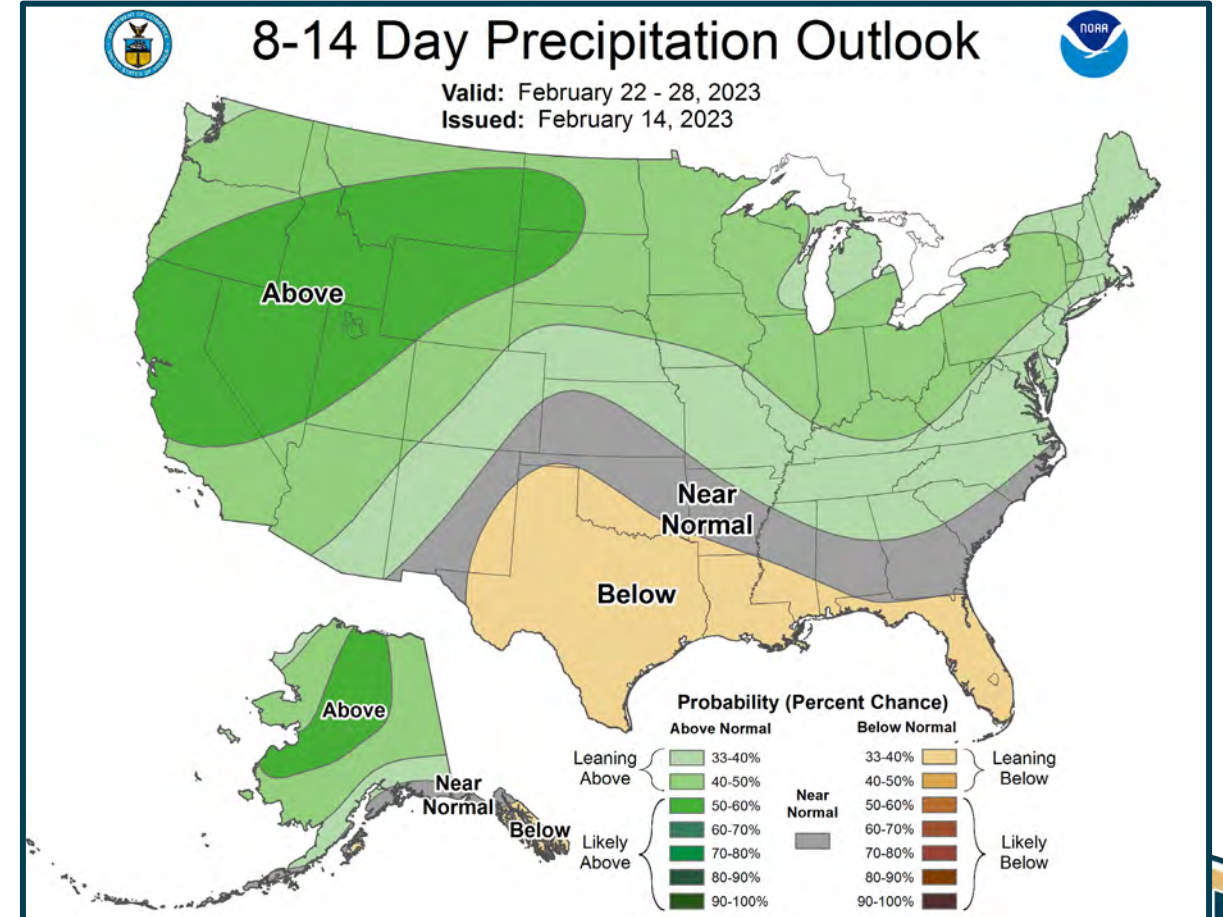 8-14 Day Precipitation Outlook
NOAA
Valid: February 22 - 28, 2023
Issued: February 14, 2023
Above
Near
Normal
Below
Above
Near
Normal
Below
Probability (Percent Chance)
Above Normal
Below Normal
Leaning
Above
33-40%
40-50%
Likely
Above
50-60%
60-70%
70-80%
80-90%
90-100%
Near
Normal
33-40%
40-50%
Leaning
Below
50-60%
60-70%
70-80%
80-90%
90-100%
Likely
Below